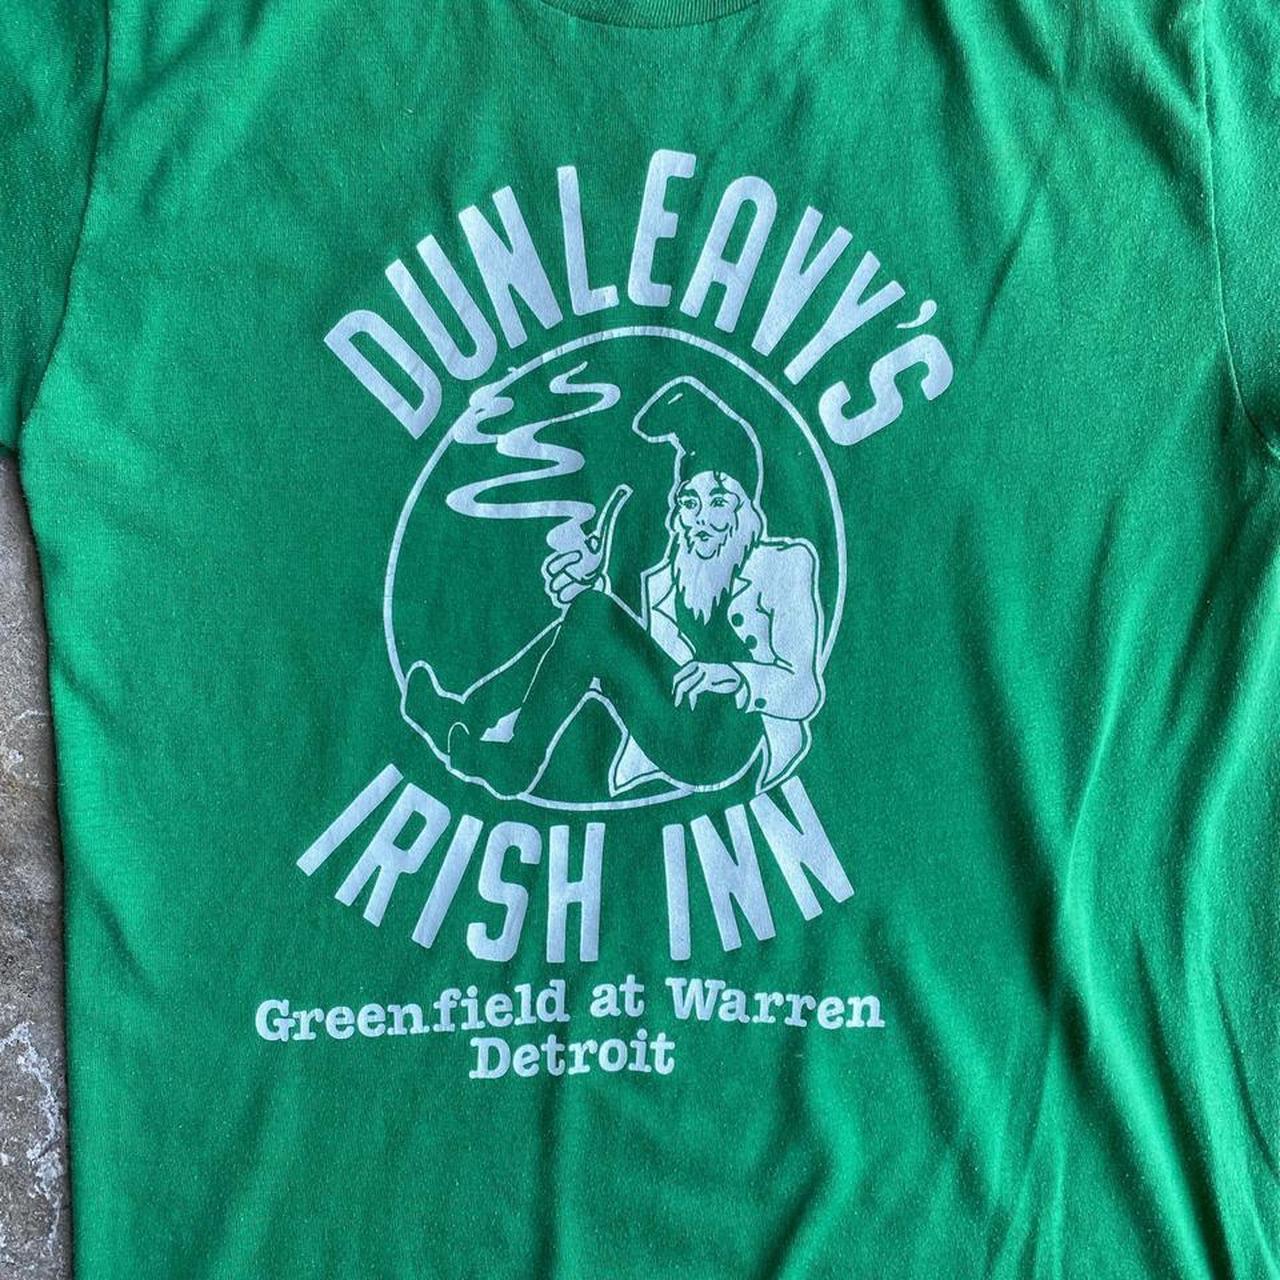 DUNLEAVY'S
IRISH INN
Greenfield at Warren
Detroit